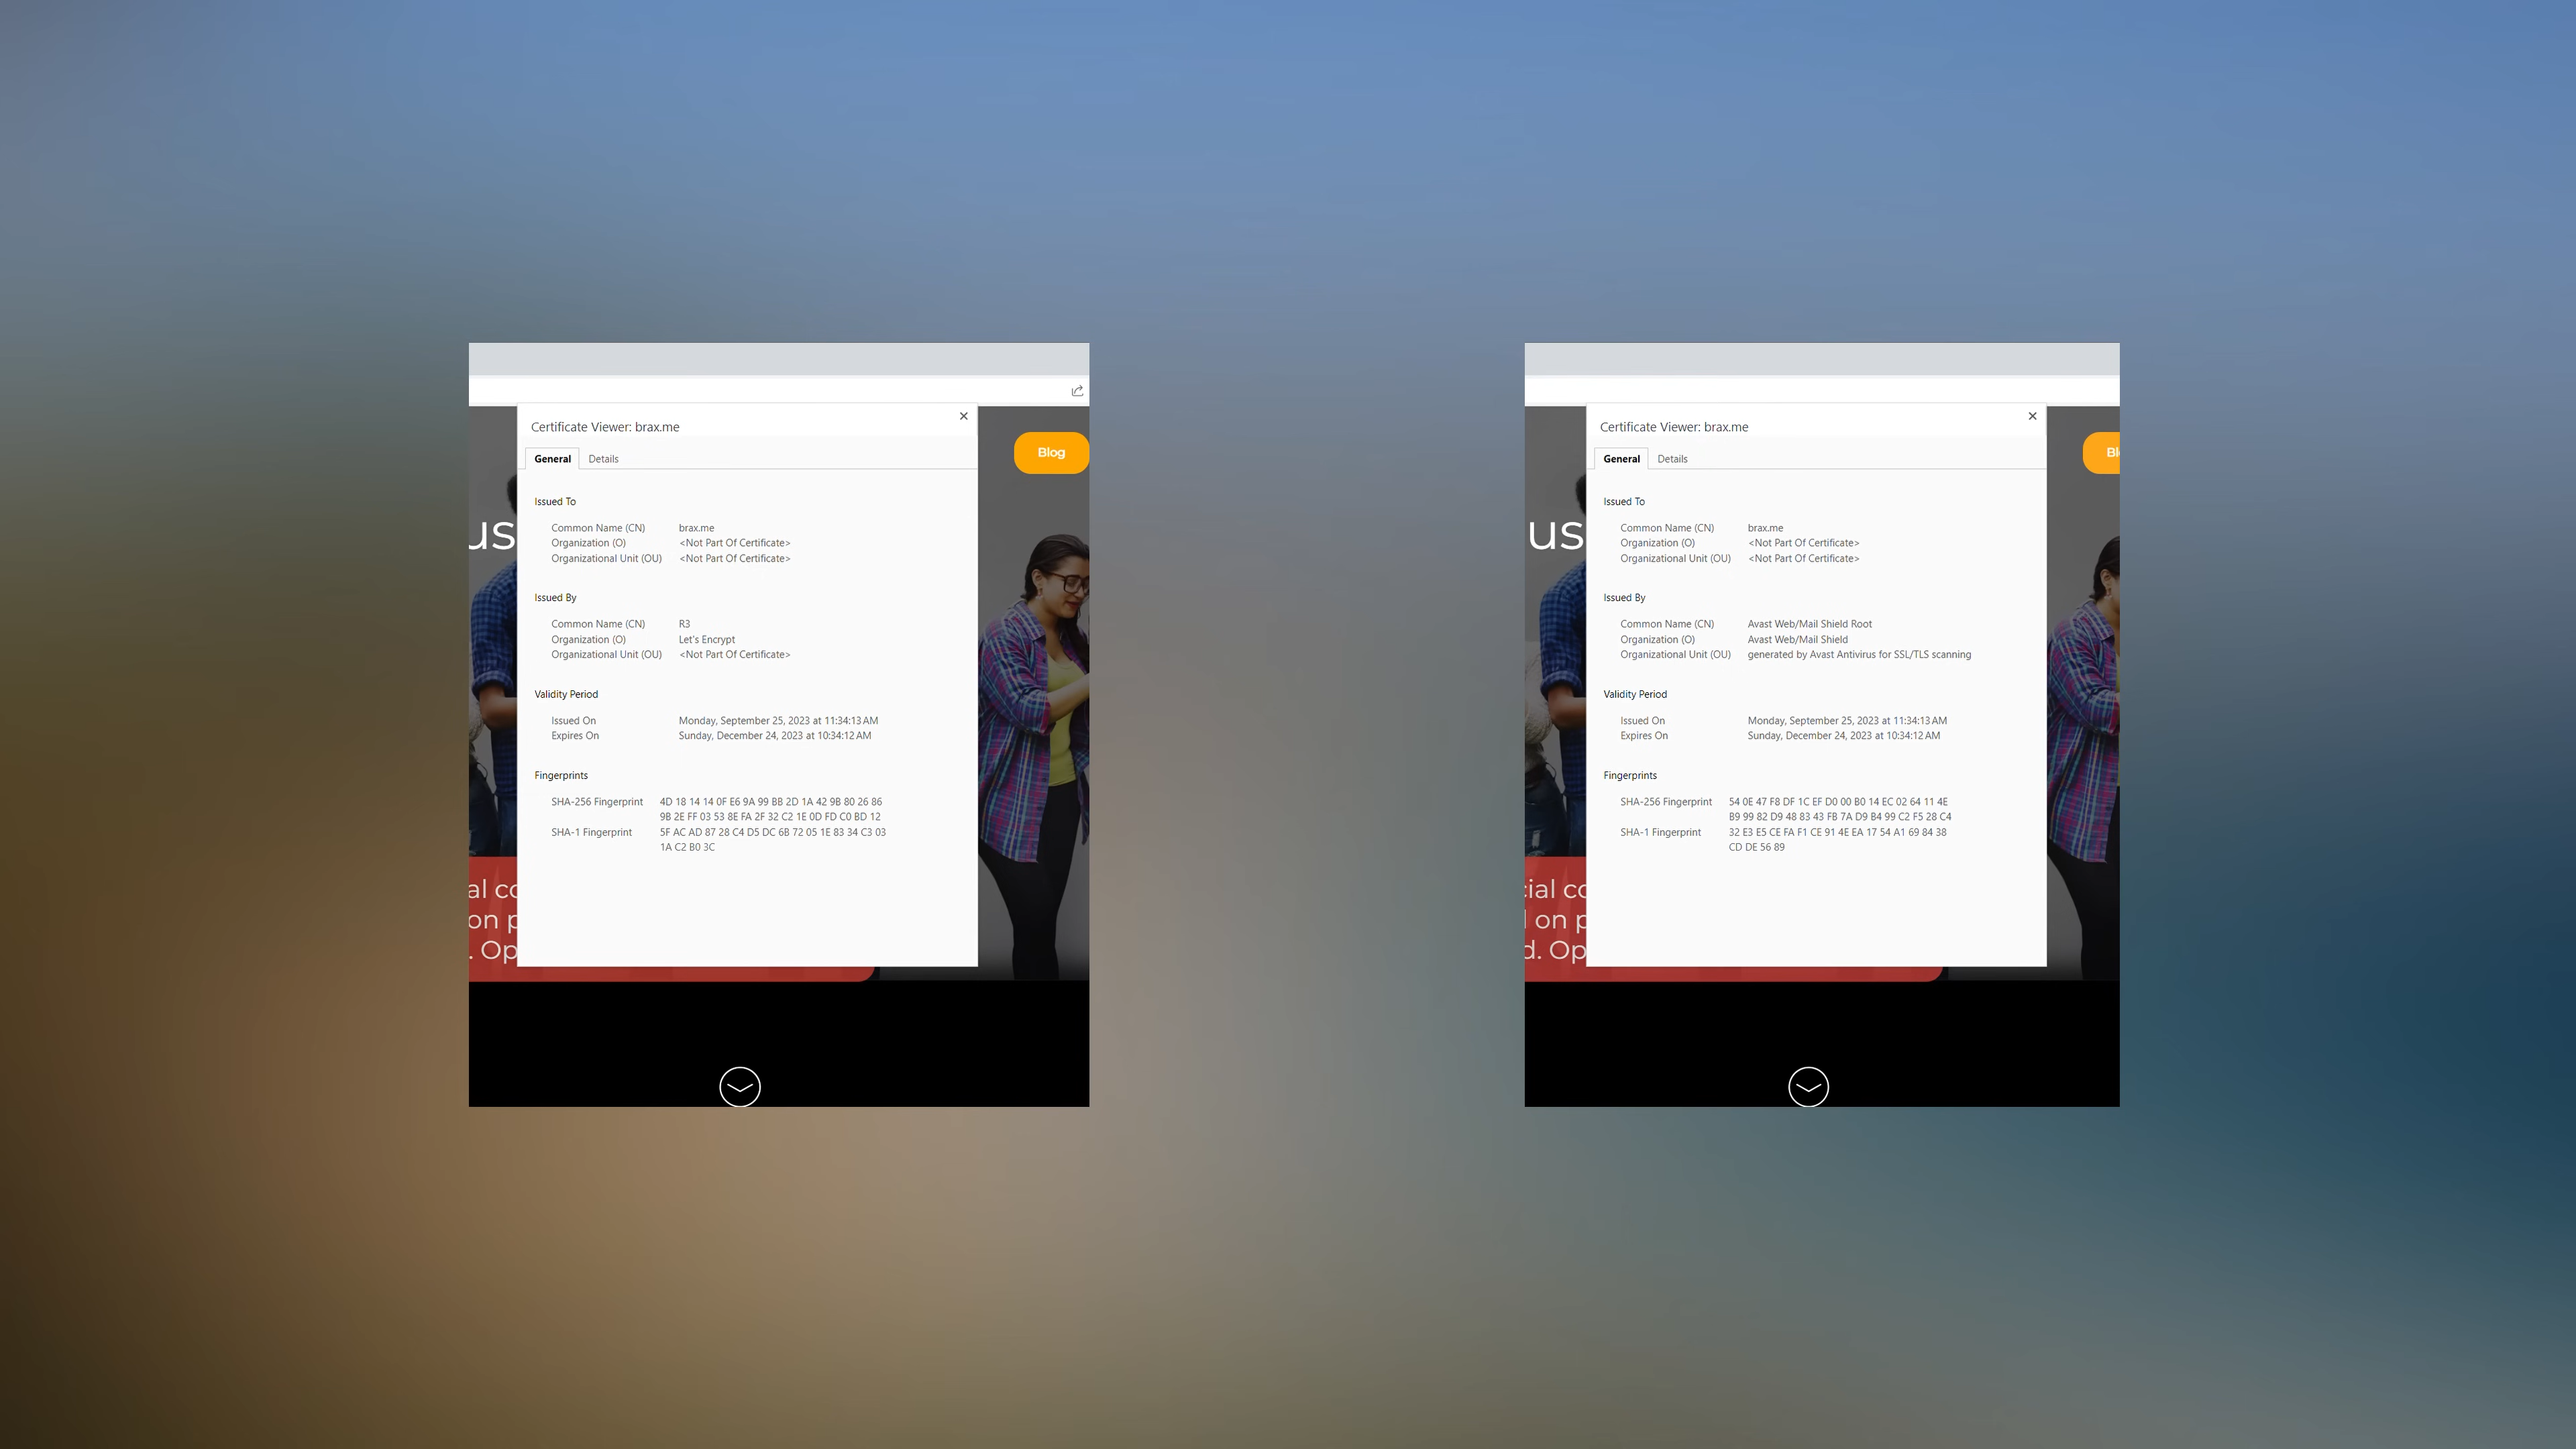 Certificate Viewer: brax.me
Blog
General Details
Issued To
us
Common Name (CN) brax.me
Organization (O) <Not Part Of Certificate>
Organizational Unit (OU) <Not Part Of Certificate>
Issued By
Common Name (CN) R3
Organization (O) Let's Encrypt
Organizational Unit (OU) <Not Part Of Certificate>
Validity Period
Issued On Monday, September 25, 2023 at 11:34:13 AM
Expires On Sunday, December 24, 2023 at 10:34:12 AM
Fingerprints
SHA-256 Fingerprint 4D 18 14 14 0F E6 9A 99 BB 2D 1A 42 9B 80 26 86
9B 2E FF 03 53 8E FA 2F 32 C2 1E 0D FD C0 BD 12
SHA-1 Fingerprint 5F AC AD 87 28 C4 D5 DC 6B 72 05 1E 83 34 C3 03
1A C2 B0 3C
al co
on p
. Op
Certificate Viewer: brax.me
Bl
General Details
Issued To
us
Common Name (CN) brax.me
Organization (O) <Not Part Of Certificate>
Organizational Unit (OU) <Not Part Of Certificate>
Issued By
Common Name (CN) Avast Web/Mail Shield Root
Organization (O) Avast Web/Mail Shield
Organizational Unit (OU) generated by Avast Antivirus for SSL/TLS scanning
Validity Period
Issued On Monday, September 25, 2023 at 11:34:13 AM
Expires On Sunday, December 24, 2023 at 10:34:12 AM
Fingerprints
SHA-256 Fingerprint 54 0E 47 F8 DF 1C EF D0 00 B0 14 EC 02 64 11 4E
B9 99 82 D9 48 83 43 FB 7A D9 B4 99 C2 F5 28 C4
SHA-1 Fingerprint 32 E3 E5 CE FA F1 CE 91 4E EA 17 54 A1 69 84 38
CD DE 56 89
cial co
on p
d. Op